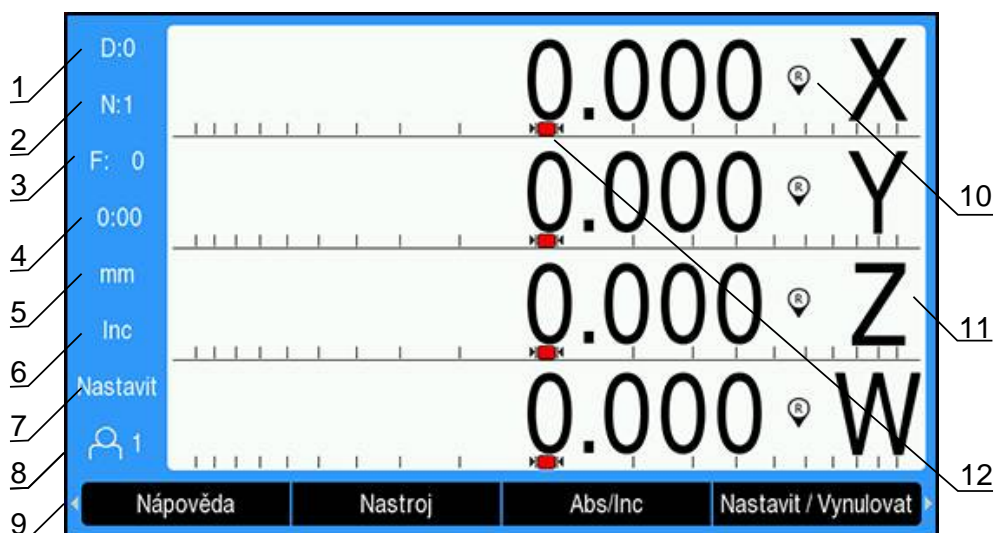 D:0
N:1
F: 0
0:00
mm
Inc
Nastavit
1
0.000 R X
0.000 R Y
0.000 R Z
0.000 R W
Nápověda Nastroj Abs/Inc Nastavit / Vynulovat
1
2
3
4
5
6
7
8
9
10
11
12